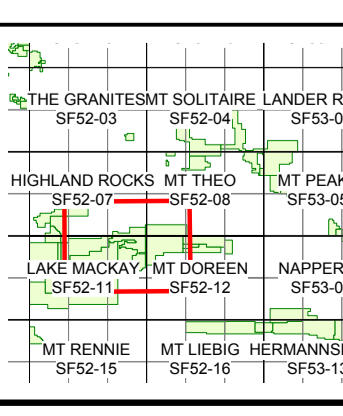 THE GRANITES MT SOLITAIRE LANDER R
SF52-03 SF52-04 SF53-0
HIGHLAND ROCKS MT THEO MT PEAK
SF52-07 SF52-08 SF53-05
LAKE MACKAY MT DOREEN NAPPER
SF52-11 SF52-12 SF53-0
MT RENNIE MT LIEBIG HERMANNS
SF52-15 SF52-16 SF53-13